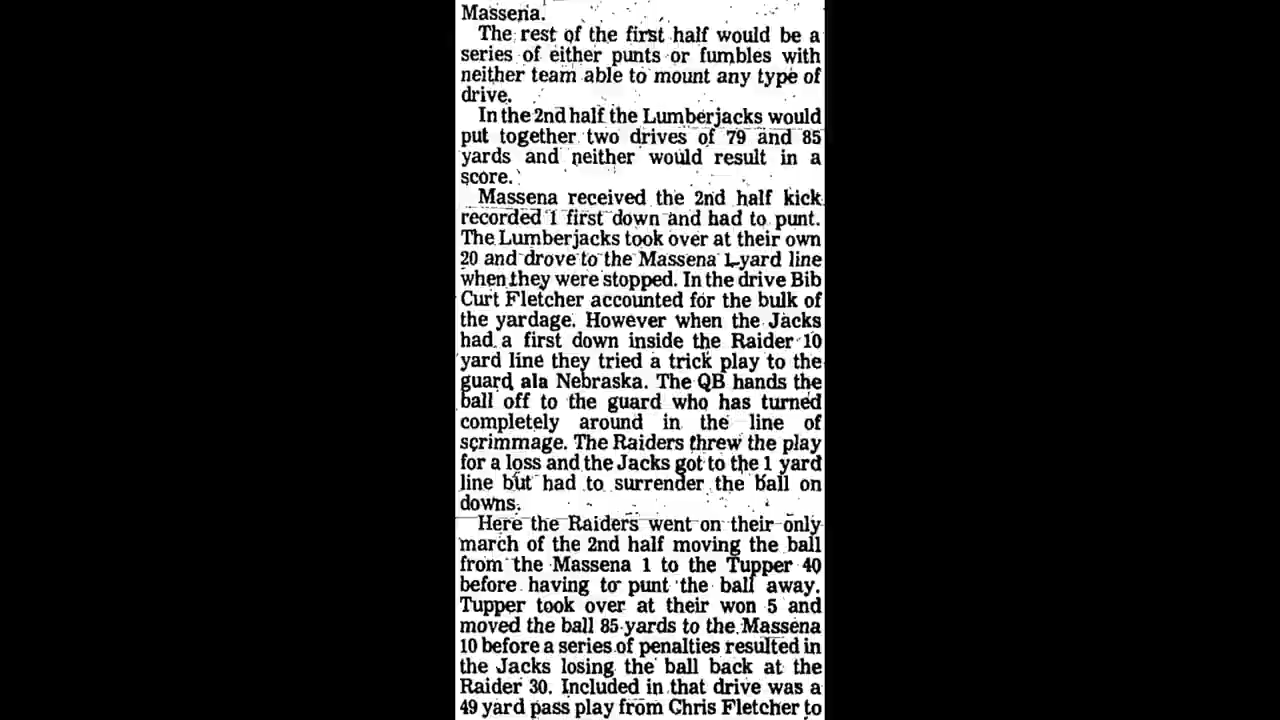 Massena.
The rest of the first half would be a
series of either punts or fumbles with
neither team able to mount any type of
drive.
In the 2nd half the Lumberjacks would
put together two drives of 79 and 85
yards and neither would result in a
score.
Massena received the 2nd half kick
recorded 1 first down and had to punt.
The Lumberjacks took over at their own
20 and drove to the Massena 1-yard line
when they were stopped. In the drive Bib
Curt Fletcher accounted for the bulk of
the yardage. However when the Jacks
had a first down inside the Raider 10
yard line they tried a trick play to the
guard ala Nebraska. The QB hands the
ball off to the guard who has turned
completely around in the line of
scrimmage. The Raiders threw the play
for a loss and the Jacks got to the 1 yard
line but had to surrender the ball on
downs.
Here the Raiders went on their only
march of the 2nd half moving the ball
from the Massena 1 to the Tupper 40
before having to punt the ball away.
Tupper took over at their won 5 and
moved the ball 85 yards to the Massena
10 before a series of penalties resulted in
the Jacks losing the ball back at the
Raider 30. Included in that drive was a
49 yard pass play from Chris Fletcher to